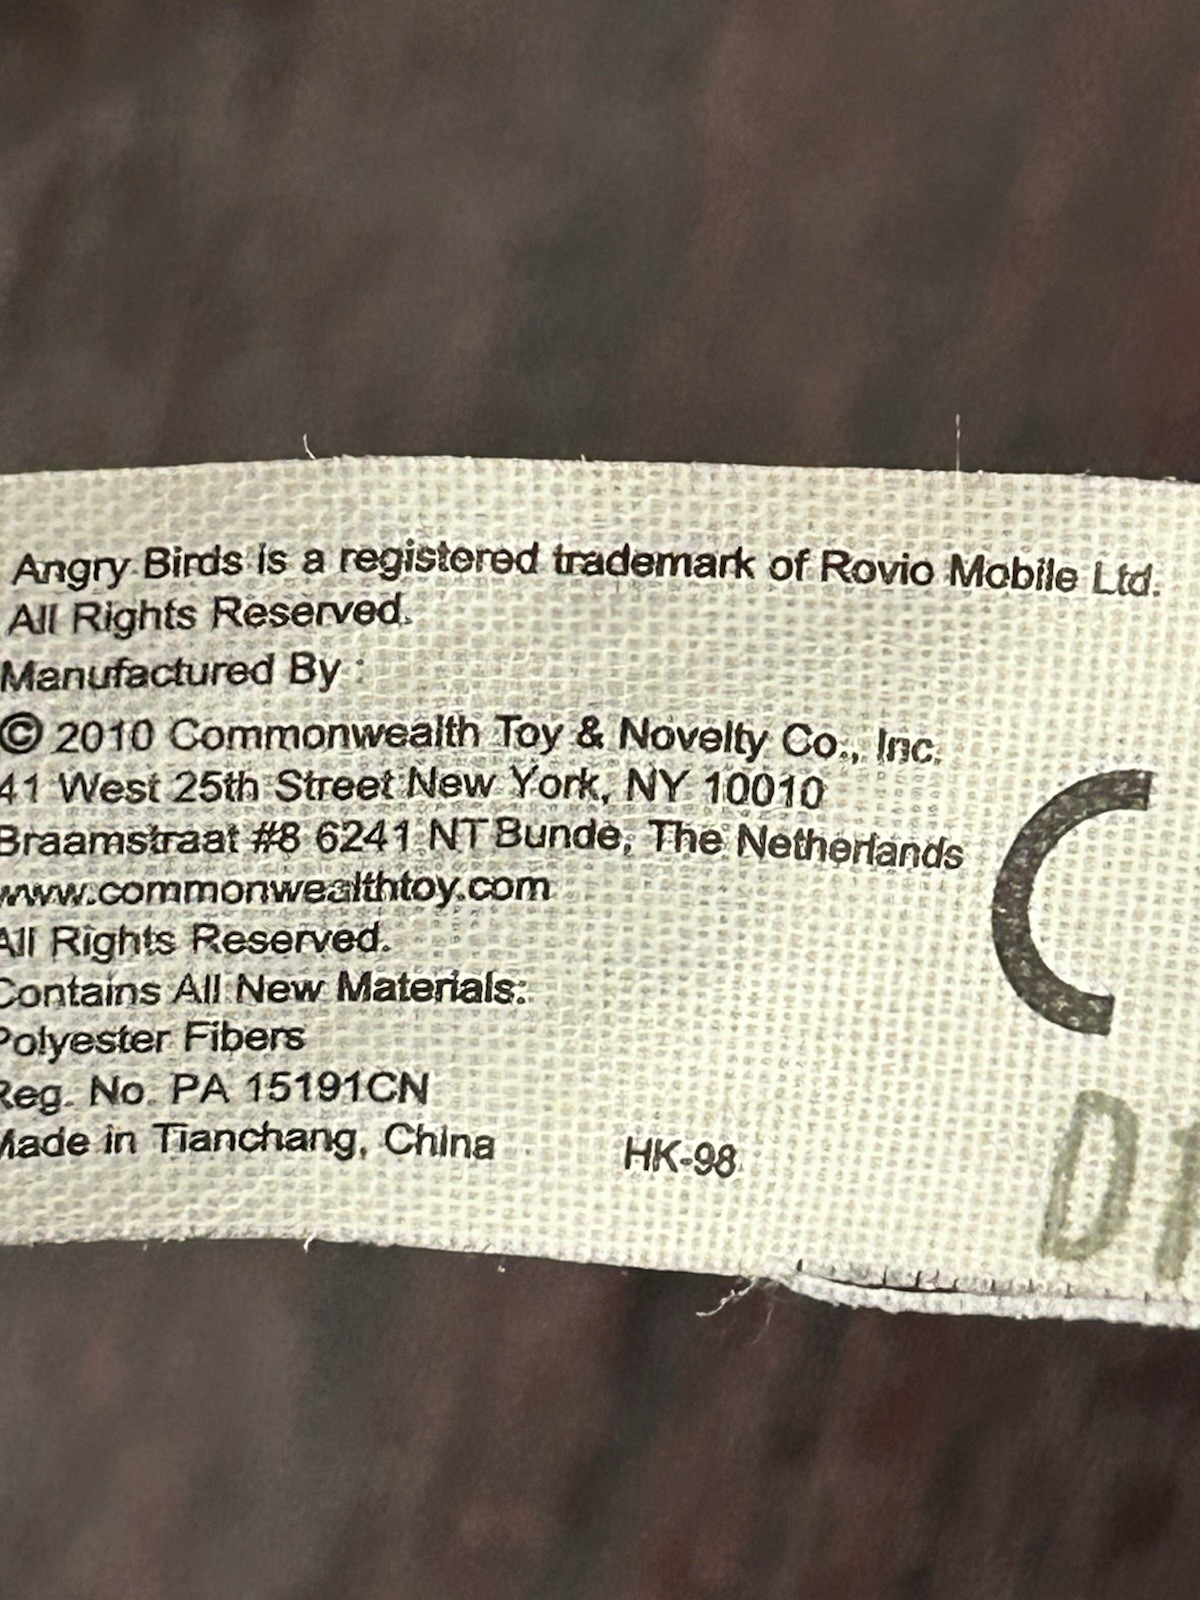 Angry Birds is a registered trademark of Rovio Mobile Ltd.
All Rights Reserved.
Manufactured By :
© 2010 Commonwealth Toy & Novelty Co., Inc.
41 West 25th Street New York, NY 10010
Braamstraat #8 6241 NT Bunde, The Netherlands
www.commonwealthtoy.com
All Rights Reserved.
Contains All New Materials:
Polyester Fibers
Reg. No. PA 15191CN
Made in Tianchang, China HK-98
C
D1